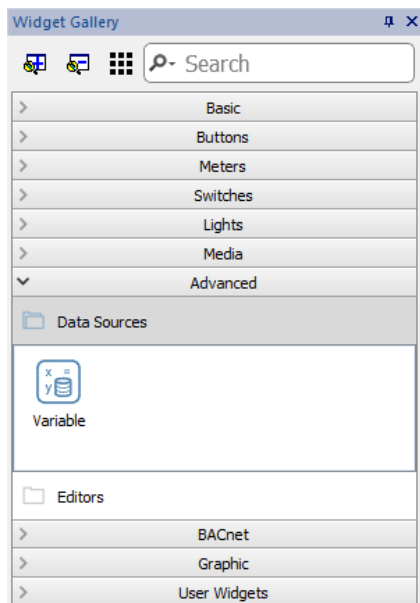 Widget Gallery
Search
Basic
Buttons
Meters
Switches
Lights
Media
Advanced
Data Sources
x =
y
Variable
Editors
BACnet
Graphic
User Widgets